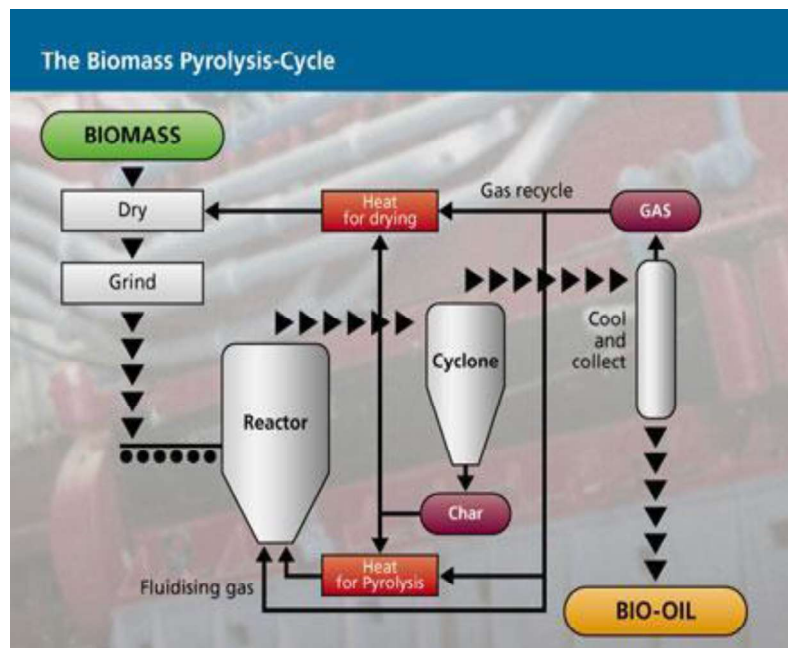 The Biomass Pyrolysis-Cycle
BIOMASS
Dry
Heat
for drying
Gas recycle
GAS
Grind
Cool
and
collect
Cyclone
Reactor
Char
Heat
for Pyrolysis
Fluidising gas
BIO-OIL